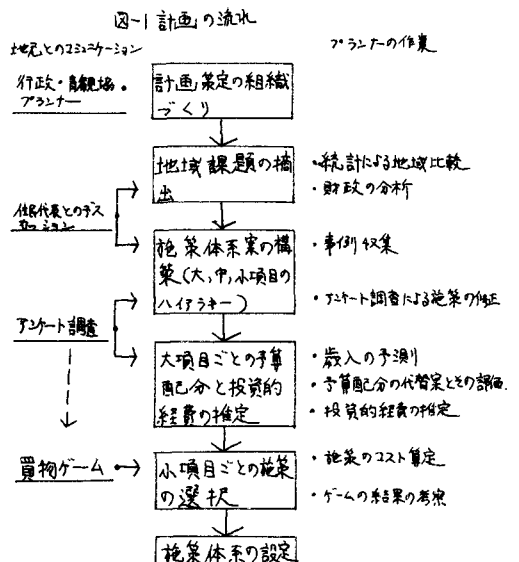 図-1 計画の流れ
地元とのコミュニケーション
プランナーの作業
行政・
プランナー
計画策定の組織
づくり
地域課題の摘
出
・統計による地域比較
・財政の分析
住民代表とのディス
カッション
施策体系案の構
築(大,中,小項目の
ハイアラキー)
・事例収集
・アンケート調査による施策の修正
アンケート調査
大項目ごとの予算
配分と投資的
経費の推定
・歳入の予測
・予算配分の代替案とその評価
・投資的経費の推定
買物ゲーム
小項目ごとの施策
の選択
・施策のコスト算定
・ゲームの結果の考察
施策体系の設定